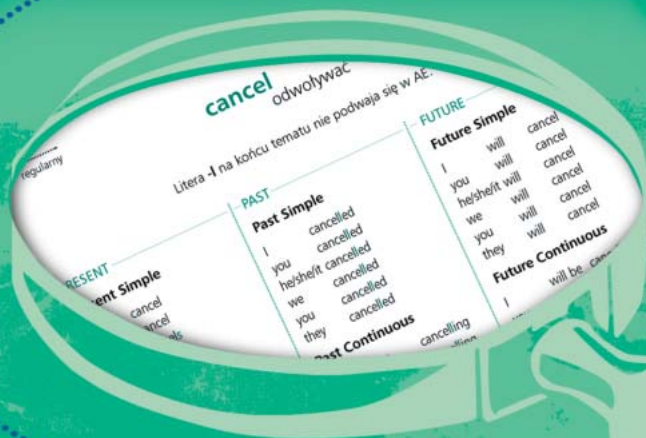 cancel odwoływać
regularny
Litera -l na końcu tematu nie podwaja się w AE.
PAST
Past Simple
I cancelled
you cancelled
he/she/it cancelled
we cancelled
you cancelled
they cancelled
Past Continuous
cancelling
FUTURE
Future Simple
I will cancel
you will cancel
he/she/it will cancel
we will cancel
you will cancel
they will cancel
Future Continuous
I will be
RESENT
ent Simple
cancel
ancel
els